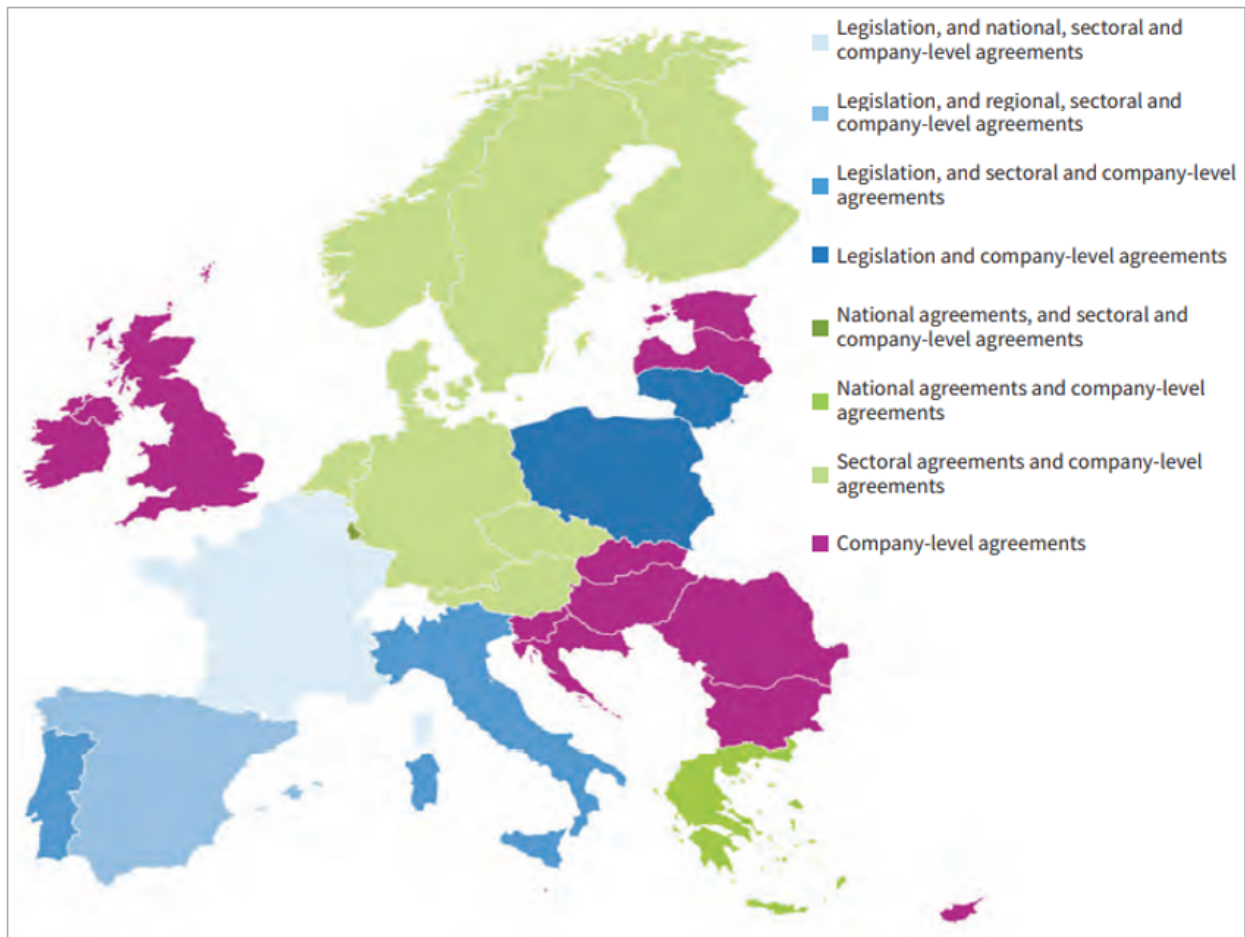 Legislation, and national, sectoral and
company-level agreements
Legislation, and regional, sectoral and
company-level agreements
Legislation, and sectoral and company-level
agreements
Legislation and company-level agreements
National agreements, and sectoral and
company-level agreements
National agreements and company-level
agreements
Sectoral agreements and company-level
agreements
Company-level agreements